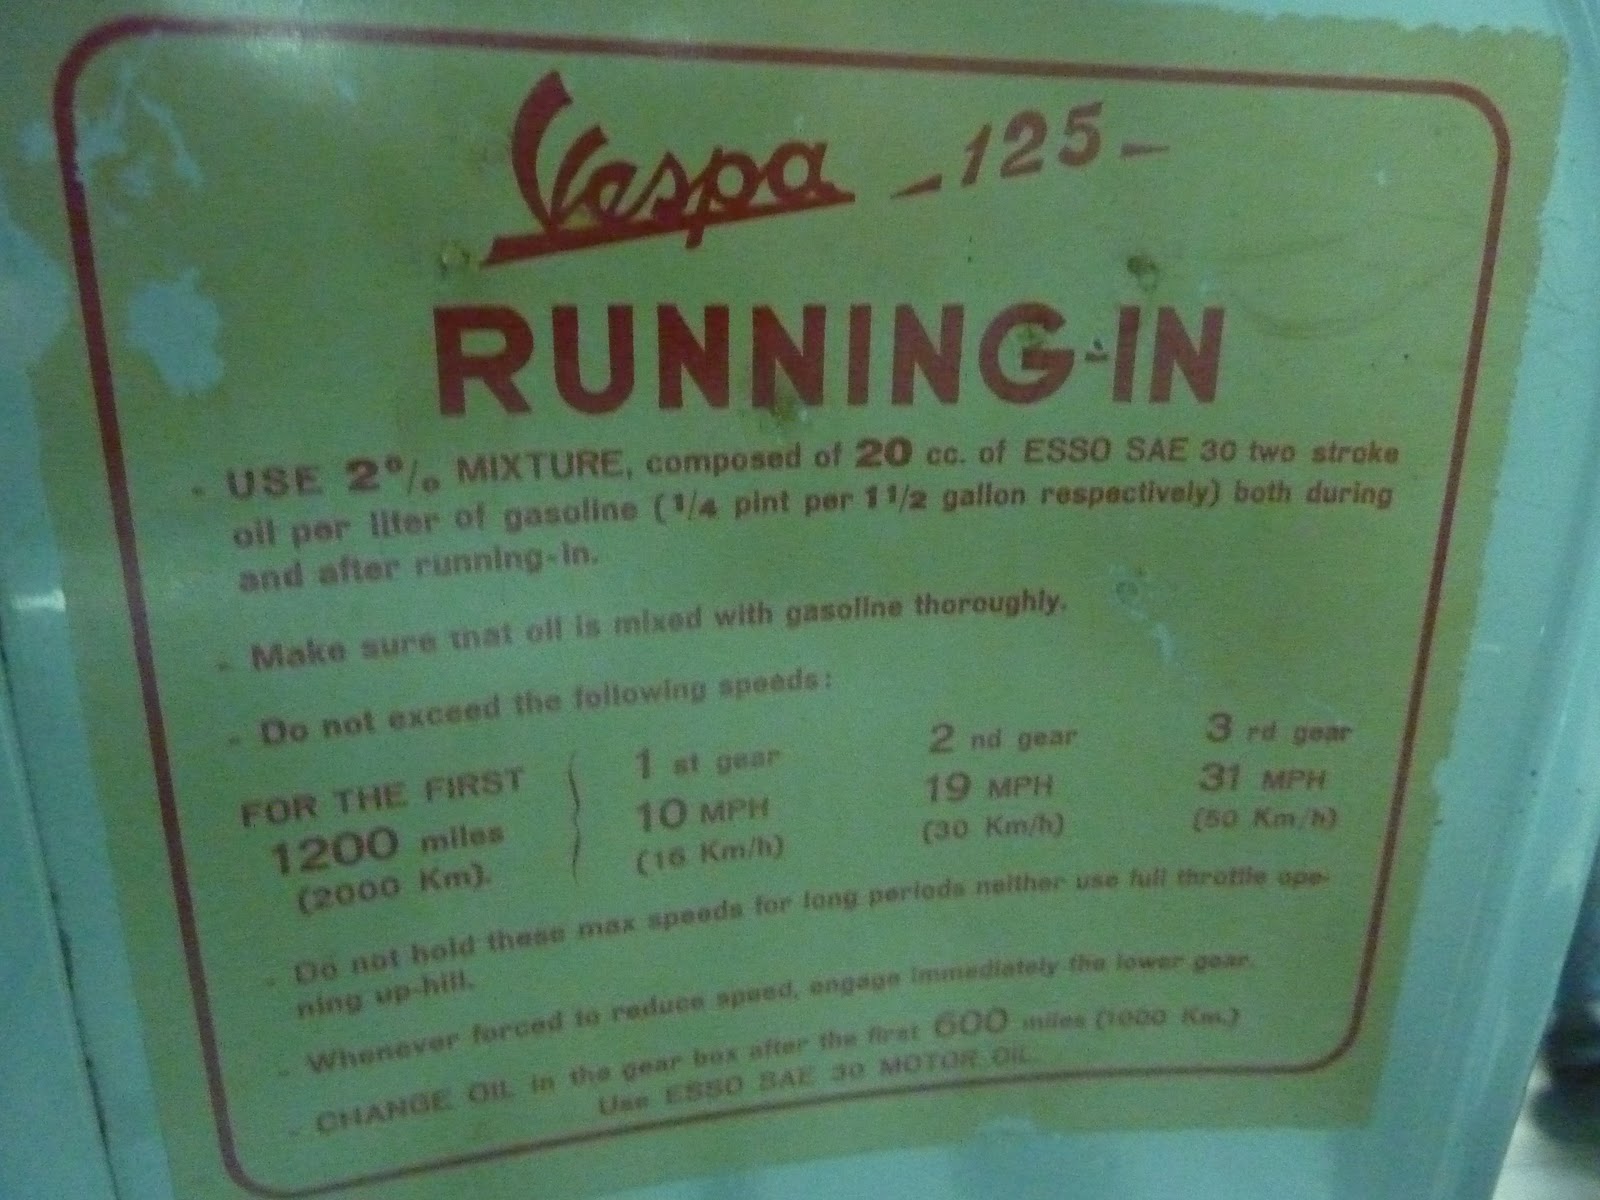 Vespa -125-
RUNNING-IN
- USE 2% MIXTURE, composed of 20 cc. of ESSO SAE 30 two stroke
oil per liter of gasoline (1/4 pint per 1 1/2 gallon respectively) both during
and after running-in.
- Make sure that oil is mixed with gasoline thoroughly.
- Do not exceed the following speeds:
FOR THE FIRST 1 st gear 2 nd gear 3 rd gear
1200 miles 10 MPH 19 MPH 31 MPH
(2000 Km). (16 Km/h) (30 Km/h) (50 Km/h)
- Do not hold these max speeds for long periods neither use full throttle ope-
ning up-hill.
- Whenever forced to reduce speed, engage immediately the lower gear.
- CHANGE OIL in the gear box after the first 600 miles (1000 Km.)
Use ESSO SAE 30 MOTOR OIL.